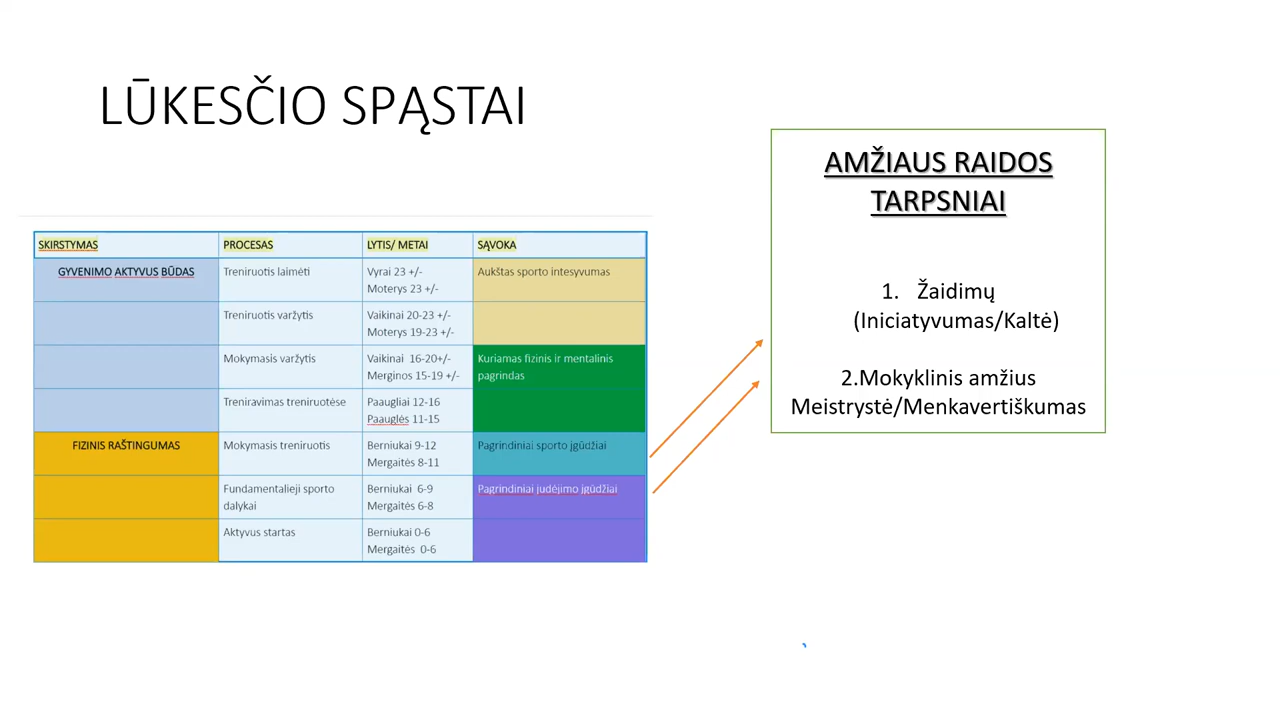 LŪKESČIO SPĄSTAI
SKIRSTYMAS PROCESAS LYTIS/ METAI SĄVOKA
GYVENIMO AKTYVUS BŪDAS Treniruotis laimėti Vyrai 23 +/- Aukštas sporto intesyvumas
Moterys 23 +/-
Treniruotis varžytis Vaikinai 20-23 +/-
Moterys 19-23 +/-
Mokymasis varžytis Vaikinai 16-20+/- Kuriamas fizinis ir mentalinis
Merginos 15-19 +/- pagrindas
Treniravimas treniruotėse Paaugliai 12-16
Paauglės 11-15
FIZINIS RAŠTINGUMAS Mokymasis treniruotis Berniukai 9-12 Pagrindiniai sporto įgūdžiai
Mergaitės 8-11
Fundamentalieji sporto Berniukai 6-9 Pagrindiniai judėjimo įgūdžiai
dalykai Mergaitės 6-8
Aktyvus startas Berniukai 0-6
Mergaitės 0-6
AMŽIAUS RAIDOS
TARPSNIAI
1. Žaidimų
(Iniciatyvumas/Kaltė)
2.Mokyklinis amžius
Meistrystė/Menkavertiškumas